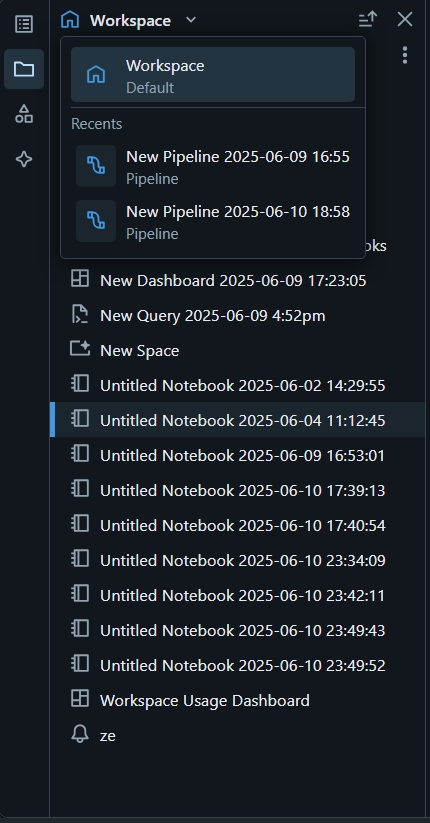 Workspace
Workspace
Default
Recents
New Pipeline 2025-06-09 16:55
Pipeline
New Pipeline 2025-06-10 18:58
Pipeline
New Dashboard 2025-06-09 17:23:05
New Query 2025-06-09 4:52pm
New Space
Untitled Notebook 2025-06-02 14:29:55
Untitled Notebook 2025-06-04 11:12:45
Untitled Notebook 2025-06-09 16:53:01
Untitled Notebook 2025-06-10 17:39:13
Untitled Notebook 2025-06-10 17:40:54
Untitled Notebook 2025-06-10 23:34:09
Untitled Notebook 2025-06-10 23:42:11
Untitled Notebook 2025-06-10 23:49:43
Untitled Notebook 2025-06-10 23:49:52
Workspace Usage Dashboard
ze